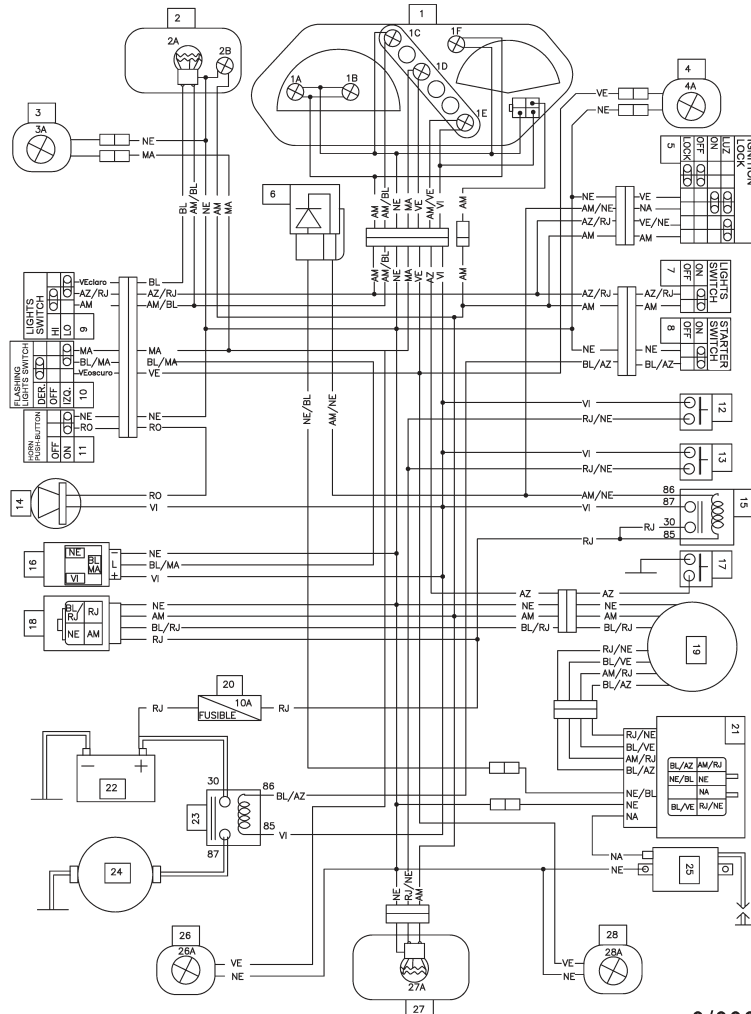 1
2
2A
2B
1C
1F
1A
1B
1D
1E
3
3A
NE
MA
4
4A
VE
NE
IGNITION
LOCK
LUZ
ON
OFF
LOCK
5
NE
VE
AM/NE
NA
AZ/RJ
VE/NE
AM
AM
6
BL
AM/BL
NE
AM
MA
AM
AM/BL
NE
MA
VE
AM/VE
VI
AM
AM
AM/BL
NE
MA
VE
AZ
VI
AM
LIGHTS
SWITCH
HI
LO
9
VEclaro
BL
AZ/RJ
AZ/RJ
AM
AM/BL
FLASHING
LIGHTS SWITCH
DER.
OFF
IZQ.
10
MA
MA
BL/MA
BL/MA
VEoscuro
VE
HORN
PUSH-BUTTON
OFF
ON
11
NE
NE
RO
RO
LIGHTS
SWITCH
ON
OFF
7
AZ/RJ
AZ/RJ
AM
AM
STARTER
SWITCH
ON
OFF
8
NE
NE
BL/AZ
BL/AZ
NE/BL
AM/NE
VI
RJ/NE
12
VI
RJ/NE
13
14
RO
VI
AM/NE
86
VI
87
RJ
30
RJ
85
15
16
NE
BL
MA
VI
−
L
+
NE
BL/MA
VI
17
AZ
AZ
18
BL/
RJ
RJ
NE
AM
NE
AM
BL/RJ
RJ
NE
NE
AM
AM
BL/RJ
BL/RJ
19
RJ/NE
BL/VE
AM/RJ
BL/AZ
20
RJ
10A
FUSIBLE
RJ
21
RJ/NE
BL/VE
AM/RJ
BL/AZ
NE/BL
NE
NA
BL/AZ
AM/RJ
NE/BL
NE
NA
BL/VE
RJ/NE
−
+
22
30
86
BL/AZ
23
85
VI
87
24
NA
NE
25
26
26A
VE
NE
NE
RJ/NE
AM
27A
27
28
28A
VE
NE